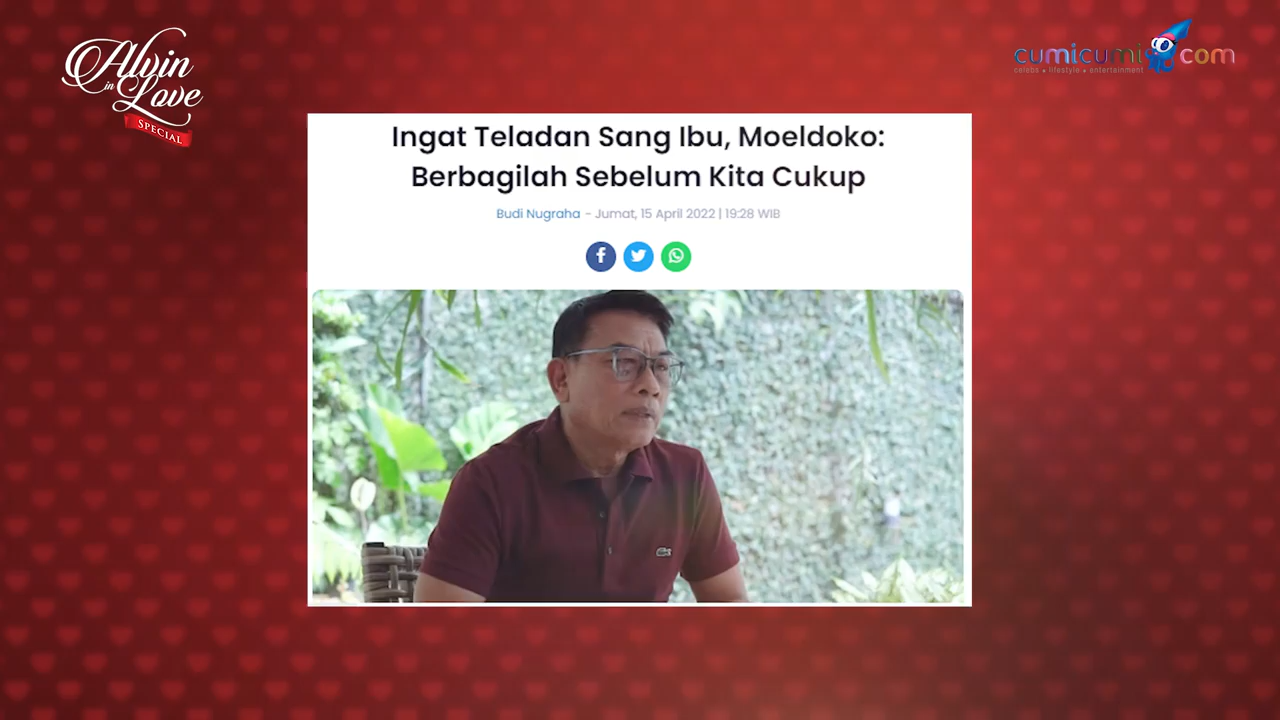 Alvin
in
Love
SPECIAL
cumicumi.com
celebs • lifestyle • entertainment
Ingat Teladan Sang Ibu, Moeldoko:
Berbagilah Sebelum Kita Cukup
Budi Nugraha - Jumat, 15 April 2022 | 19:28 WIB